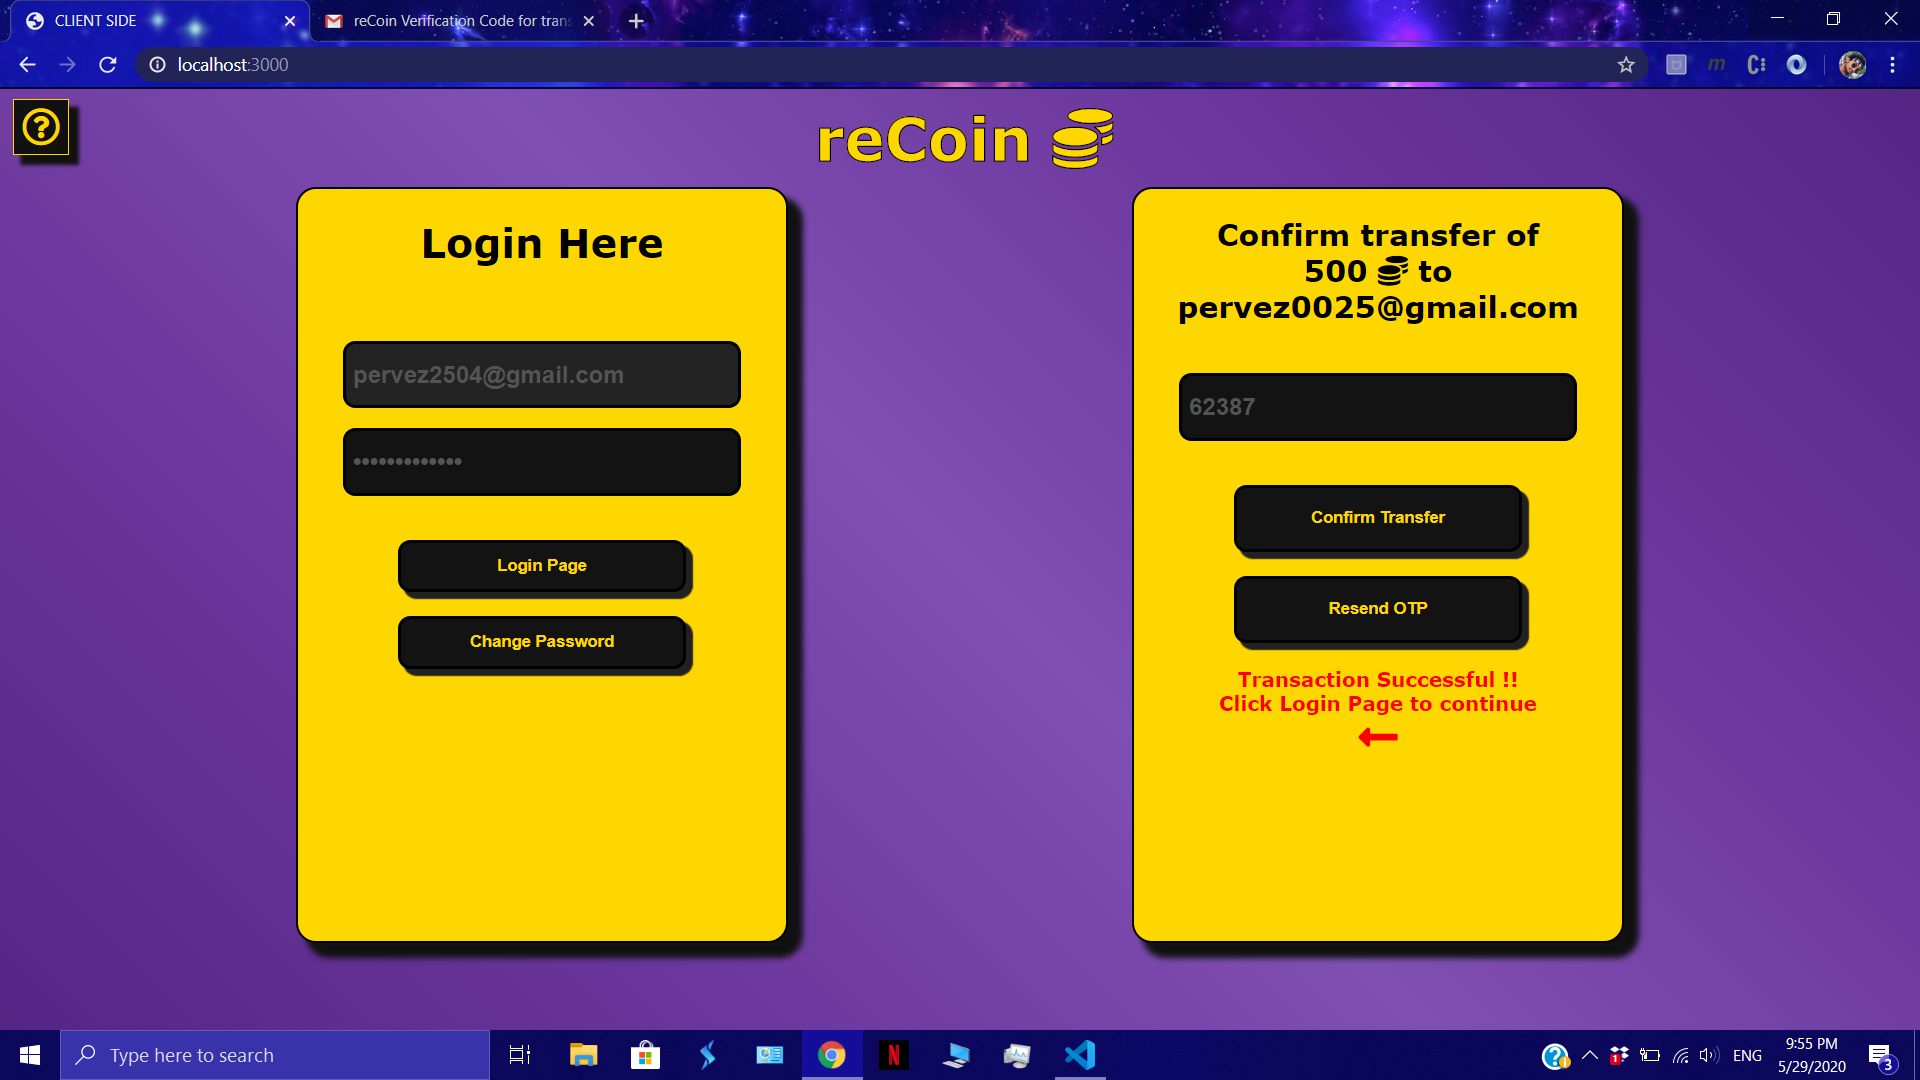 CLIENT SIDE
reCoin Verification Code for tran
localhost:3000
reCoin
Login Here
pervez2504@gmail.com
•••••••••••••
Login Page
Change Password
Confirm transfer of
500 to
pervez0025@gmail.com
62387
Confirm Transfer
Resend OTP
Transaction Successful !!
Click Login Page to continue
Type here to search
ENG
9:55 PM
5/29/2020
3